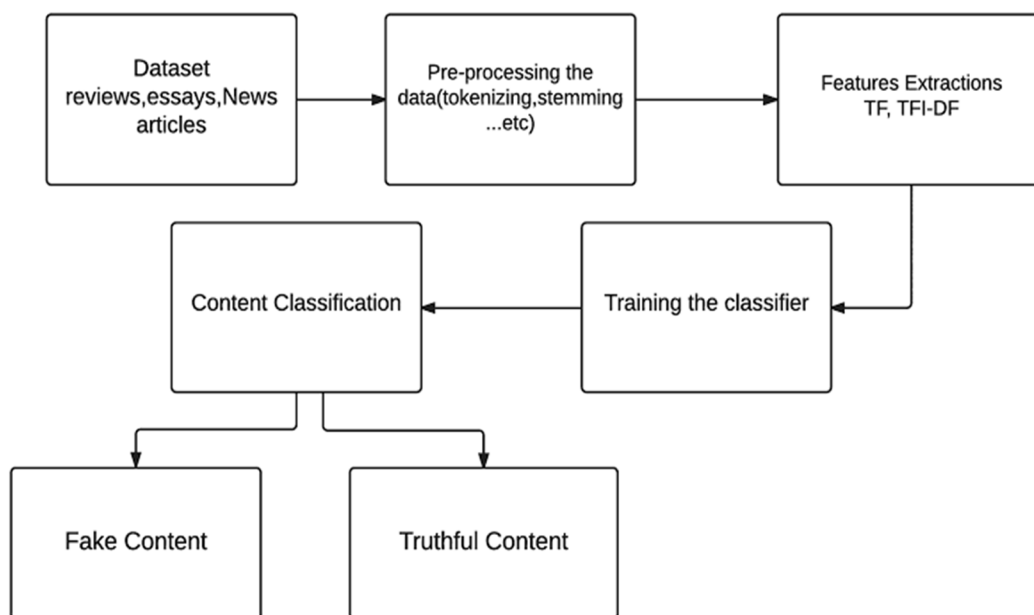 Dataset
reviews,essays,News
articles
Pre-processing the
data(tokenizing,stemming
...etc)
Features Extractions
TF, TFI-DF
Training the classifier
Content Classification
Fake Content
Truthful Content